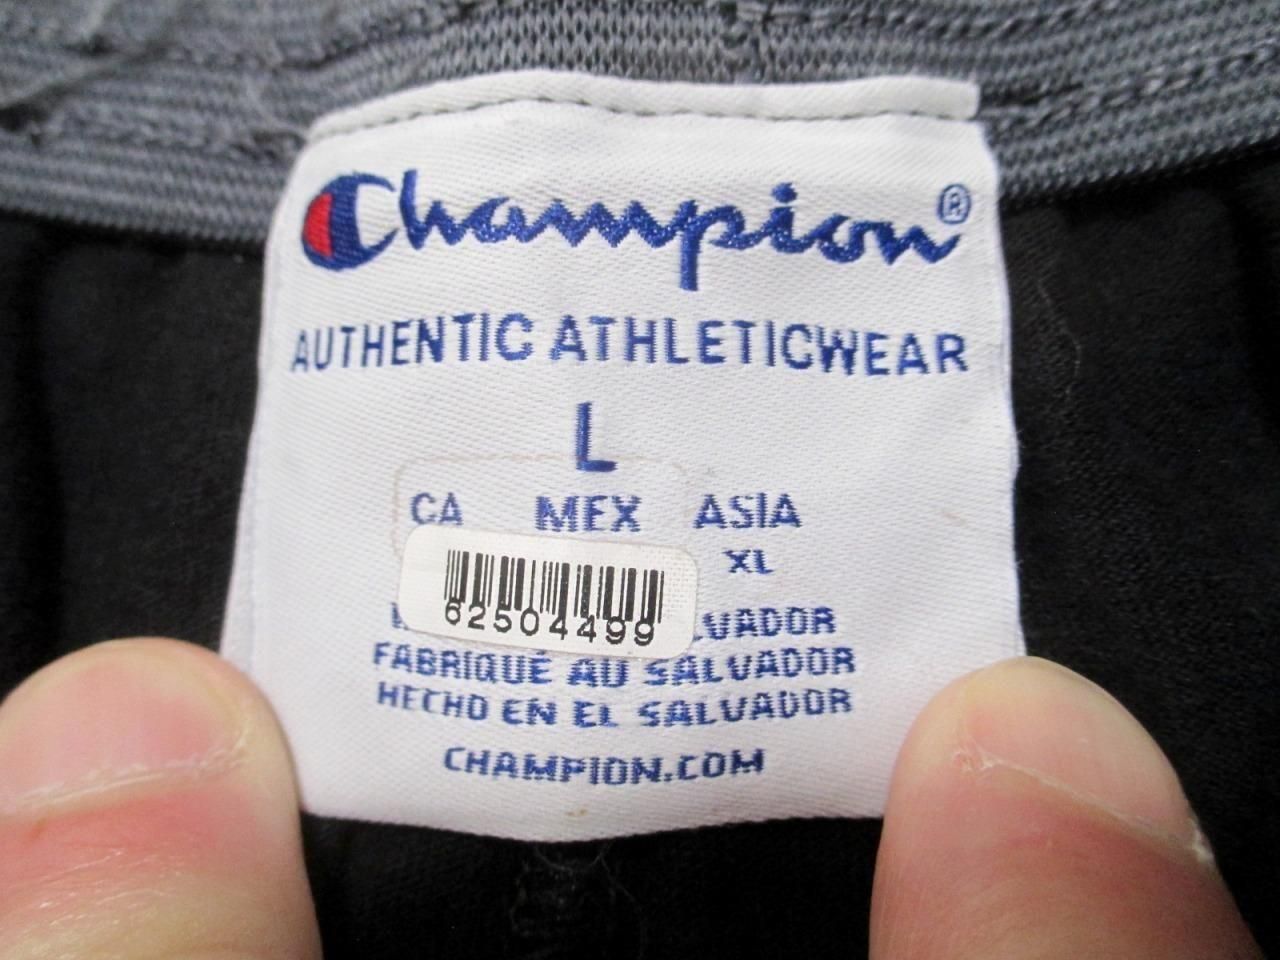 Champion®
AUTHENTIC ATHLETICWEAR
L
CA MEX ASIA
XL
62504499
FABRIQUÉ AU SALVADOR
HECHO EN EL SALVADOR
CHAMPION.COM